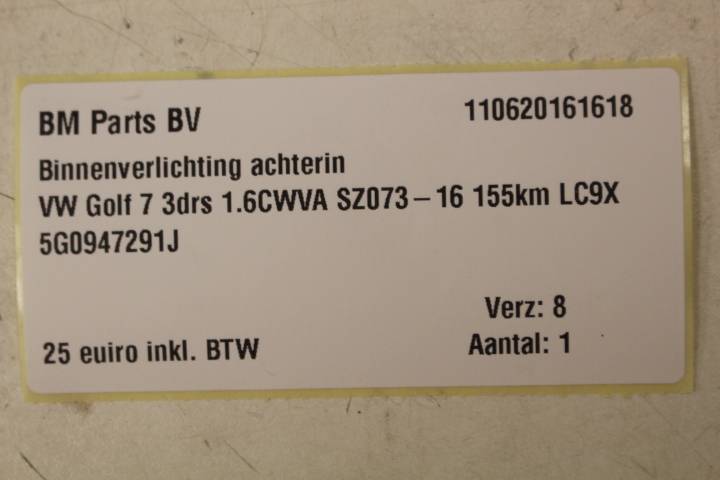 BM Parts BV 110620161618
Binnenverlichting achterin
VW Golf 7 3drs 1.6CWVA SZ073-16 155km LC9X
5G0947291J
Verz: 8
25 euiro inkl. BTW Aantal: 1